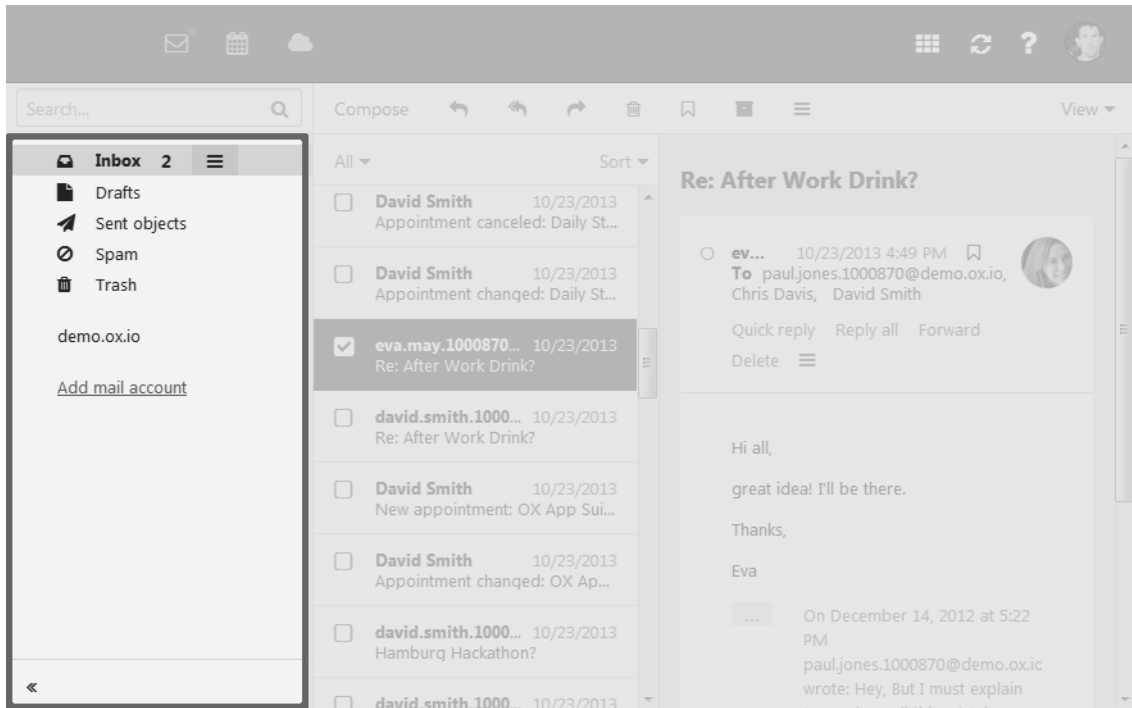 Search...
Compose
View
Inbox 2
Drafts
Sent objects
Spam
Trash
demo.ox.io
Add mail account
All Sort
David Smith 10/23/2013
Appointment canceled: Daily St...
David Smith 10/23/2013
Appointment changed: Daily St...
eva.may.1000870... 10/23/2013
Re: After Work Drink?
david.smith.1000... 10/23/2013
Re: After Work Drink?
David Smith 10/23/2013
New appointment: OX App Sui...
David Smith 10/23/2013
Appointment changed: OX Ap...
david.smith.1000... 10/23/2013
Hamburg Hackathon?
david.smith.1000... 10/23/2013
Re: After Work Drink?
ev... 10/23/2013 4:49 PM
To paul.jones.1000870@demo.ox.io,
Chris Davis, David Smith
Quick reply Reply all Forward
Delete
Hi all,
great idea! I'll be there.
Thanks,
Eva
... On December 14, 2012 at 5:22
PM
paul.jones.1000870@demo.ox.io
wrote: Hey, But I must explain